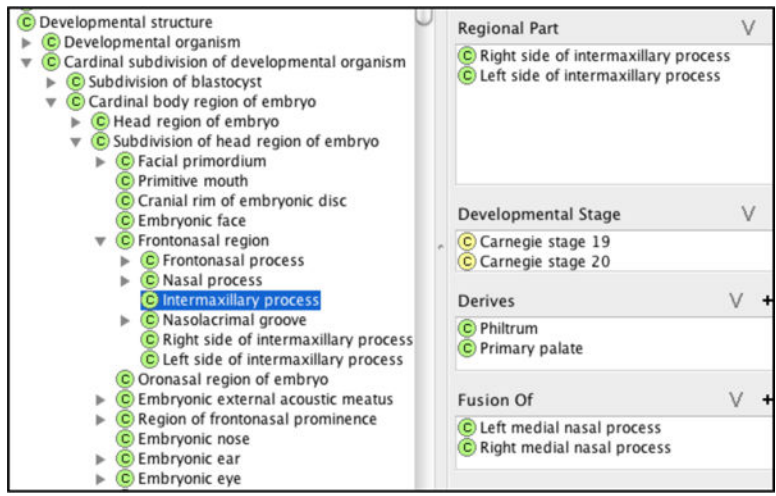 Developmental structure
Developmental organism
Cardinal subdivision of developmental organism
Subdivision of blastocyst
Cardinal body region of embryo
Head region of embryo
Subdivision of head region of embryo
Facial primordium
Primitive mouth
Cranial rim of embryonic disc
Embryonic face
Frontonasal region
Frontonasal process
Nasal process
Intermaxillary process
Nasolacrimal groove
Right side of intermaxillary process
Left side of intermaxillary process
Oronasal region of embryo
Embryonic external acoustic meatus
Region of frontonasal prominence
Embryonic nose
Embryonic ear
Embryonic eye
Regional Part V
Right side of intermaxillary process
Left side of intermaxillary process
Developmental Stage V
Carnegie stage 19
Carnegie stage 20
Derives V +
Philtrum
Primary palate
Fusion Of V +
Left medial nasal process
Right medial nasal process